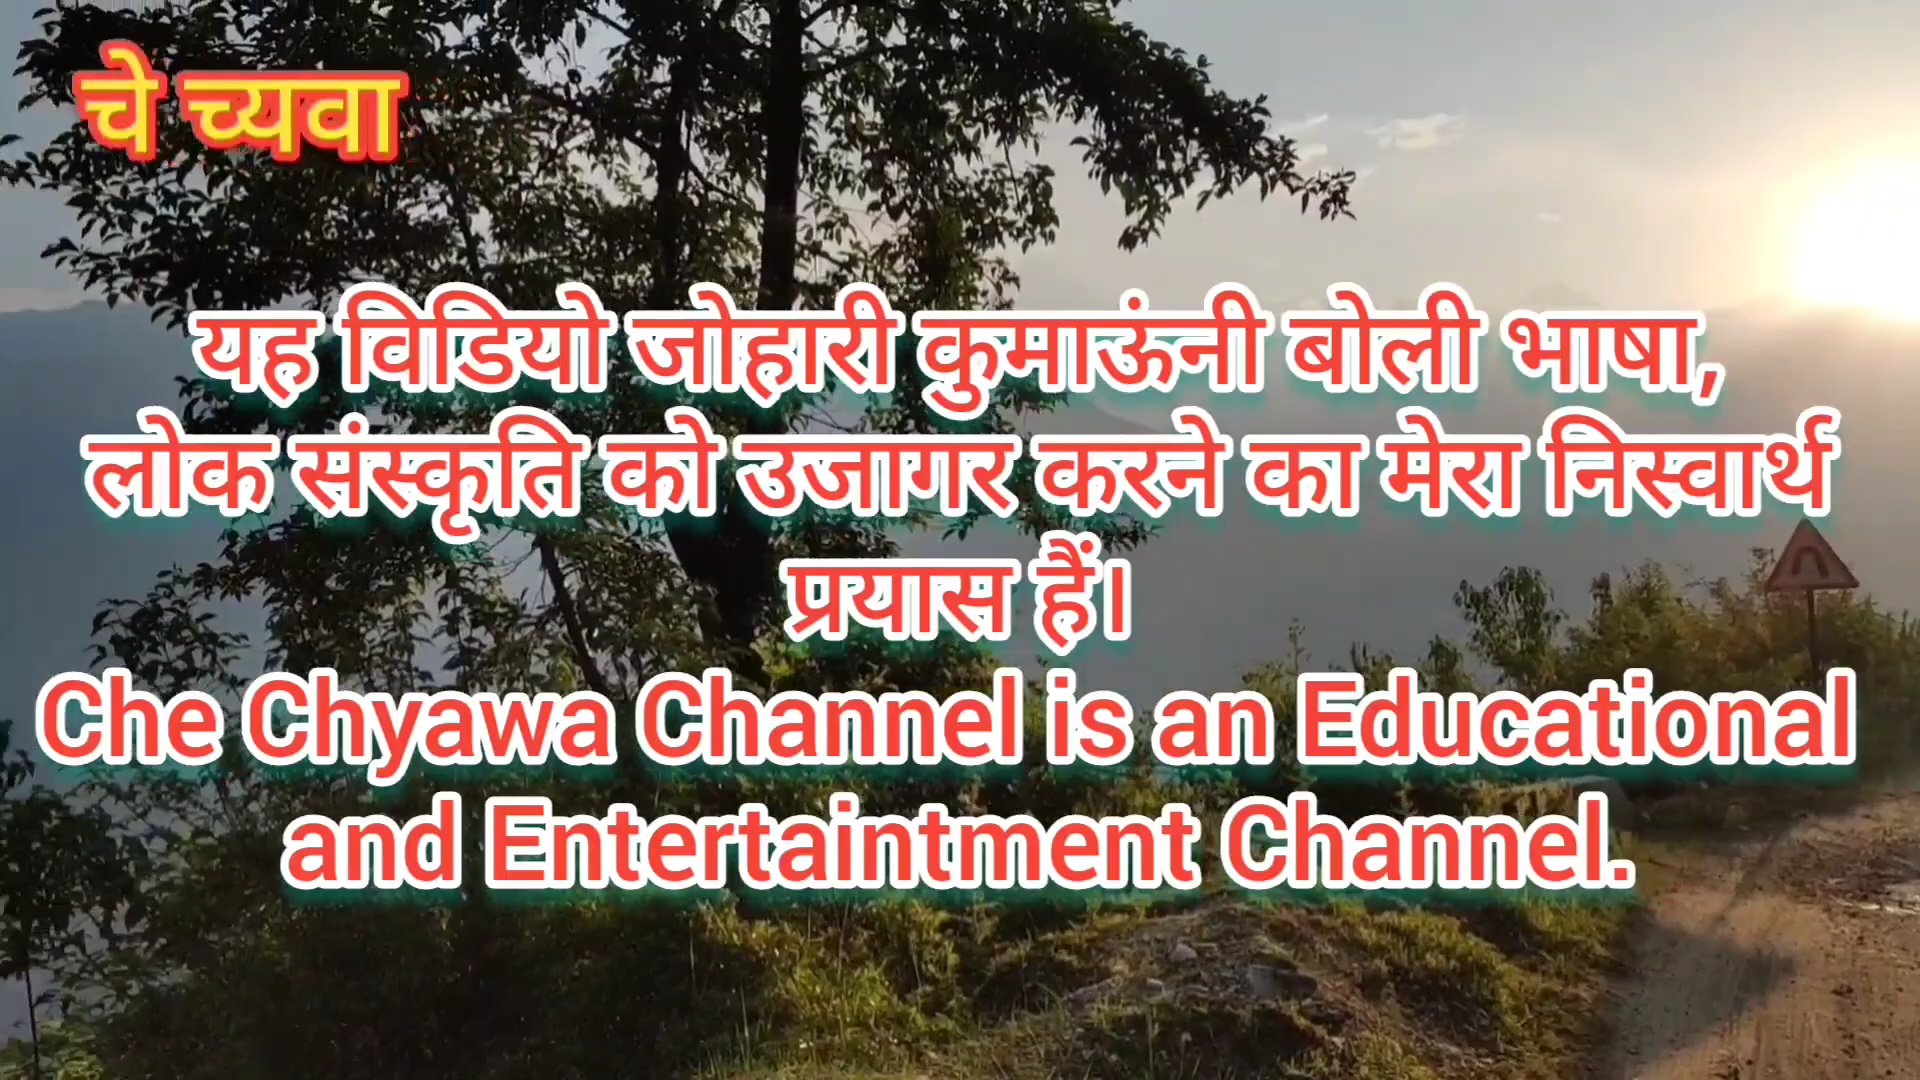 चे च्यवा
यह विडियो जोहारी कुमाऊंनी बोली भाषा,
लोक संस्कृति को उजागर करने का मेरा निस्वार्थ
प्रयास हैं।
Che Chyawa Channel is an Educational
and Entertaintment Channel.